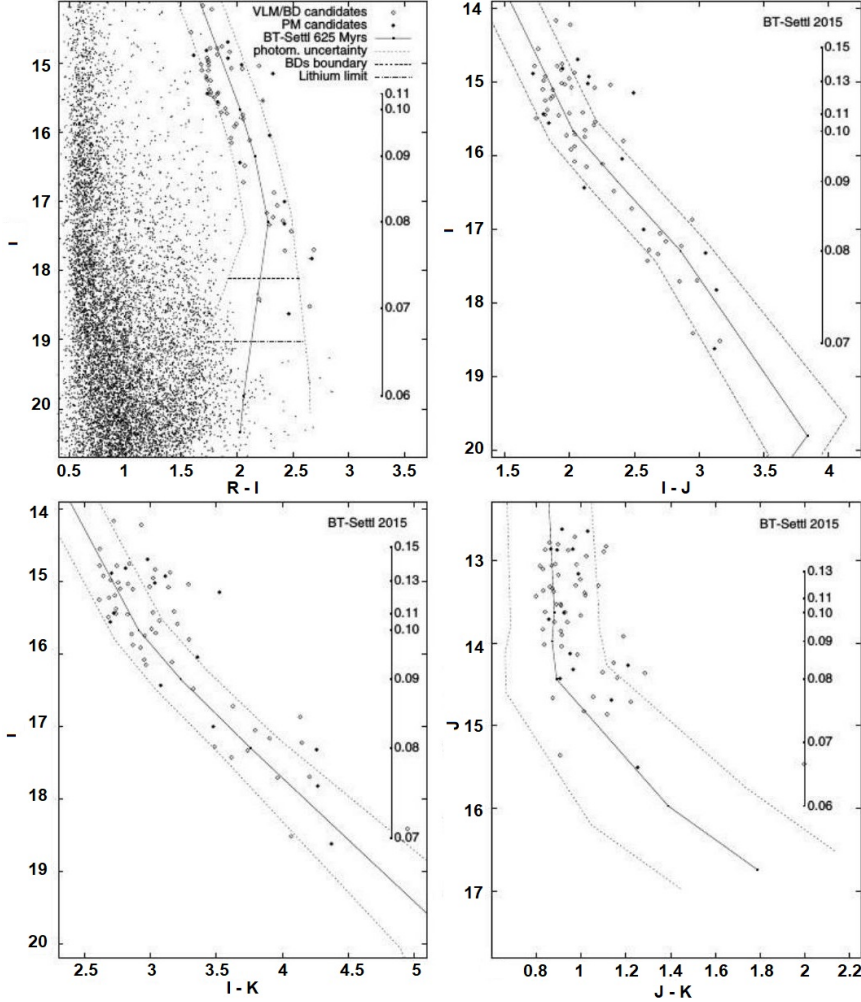 VLM/BD candidates
PM candidates
BT-Settl 625 Myrs
photom. uncertainty
BDs boundary
Lithium limit
15
16
17
18
19
20
I
0.11
0.10
0.09
0.08
0.07
0.06
0.5 1.0 1.5 2 2.5 3 3.5
R - I
BT-Settl 2015
14
15
16
17
18
19
20
I
0.15
0.13
0.11
0.10
0.09
0.08
0.07
1.5 2 2.5 3 3.5 4
I - J
BT-Settl 2015
14
15
16
17
18
19
20
I
0.15
0.13
0.11
0.10
0.09
0.08
0.07
2.5 3 3.5 4 4.5 5
I - K
BT-Settl 2015
13
14
15
16
17
J
0.13
0.11
0.10
0.09
0.08
0.07
0.06
0.8 1 1.2 1.4 1.6 1.8 2 2.2
J - K